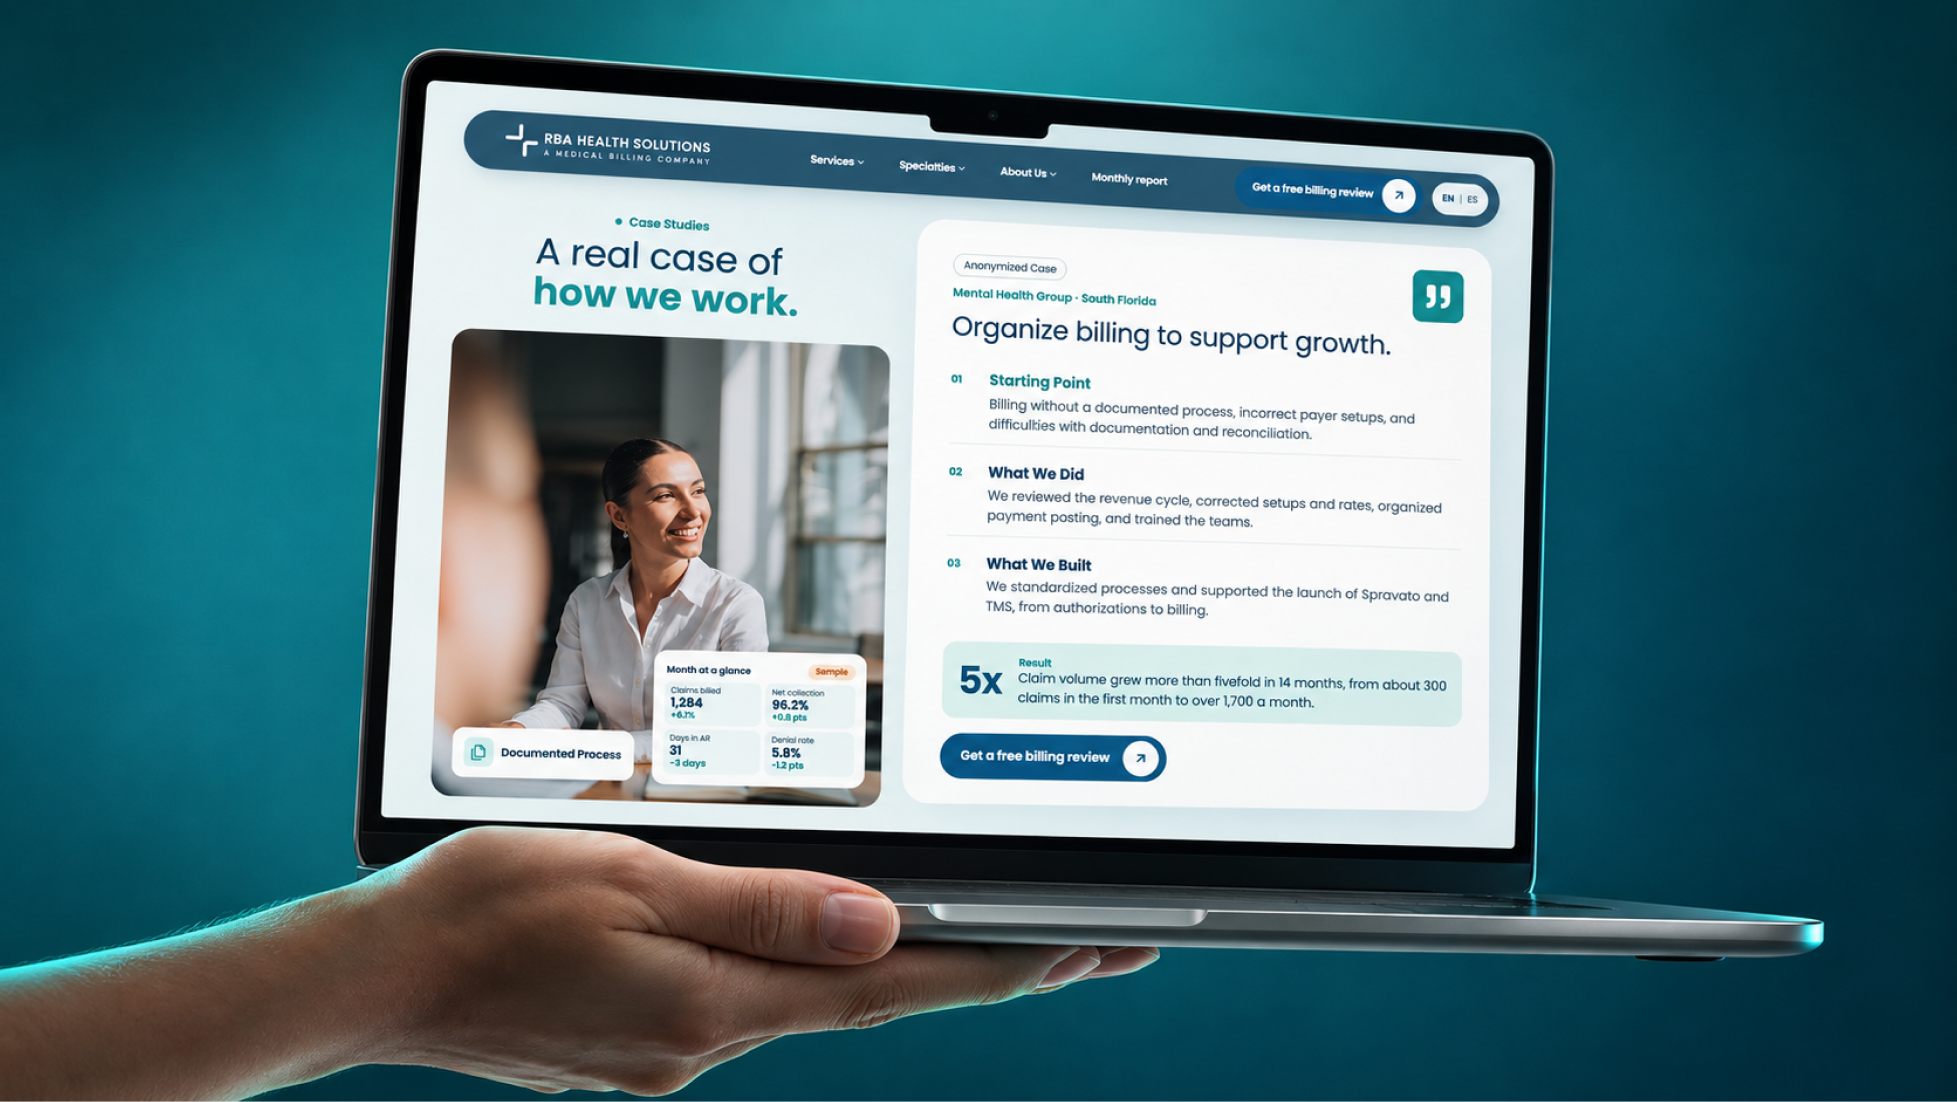 RBA HEALTH SOLUTIONS
A MEDICAL BILLING COMPANY
Services
Specialties
About Us
Monthly report
Get a free billing review
EN | ES
Case Studies
A real case of
how we work.
Month at a glance
Sample
Claims billed
1,284
+6.1%
Net collection
96.2%
+0.8 pts
Days in AR
31
-3 days
Denial rate
5.8%
-1.2 pts
Documented Process
Anonymized Case
Mental Health Group · South Florida
Organize billing to support growth.
01
Starting Point
Billing without a documented process, incorrect payer setups, and
difficulties with documentation and reconciliation.
02
What We Did
We reviewed the revenue cycle, corrected setups and rates, organized
payment posting, and trained the teams.
03
What We Built
We standardized processes and supported the launch of Spravato and
TMS, from authorizations to billing.
5x
Result
Claim volume grew more than fivefold in 14 months, from about 300
claims in the first month to over 1,700 a month.
Get a free billing review